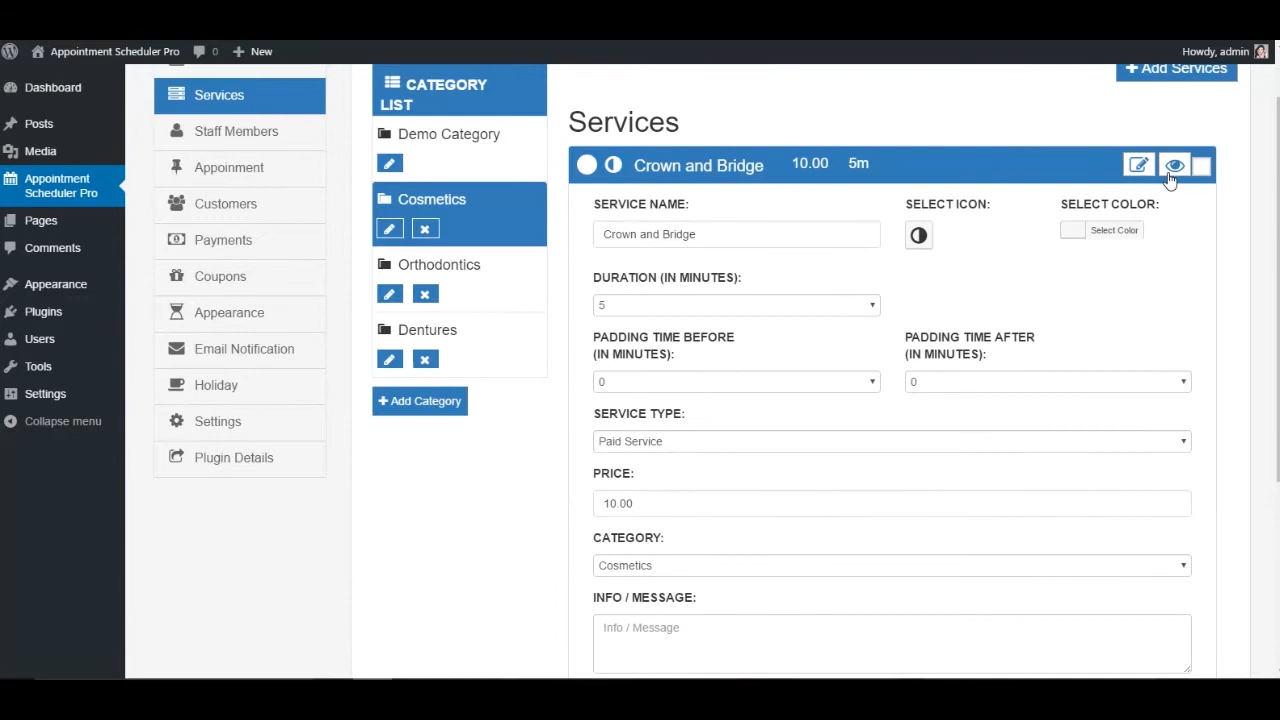 Appointment Scheduler Pro 0 New Howdy, admin
Dashboard
Posts
Media
Appointment
Scheduler Pro
Pages
Comments
Appearance
Plugins
Users
Tools
Settings
Collapse menu
Services
Staff Members
Appoinment
Customers
Payments
Coupons
Appearance
Email Notification
Holiday
Settings
Plugin Details
CATEGORY
LIST
Demo Category
Cosmetics
Orthodontics
Dentures
+ Add Category
+ Add Services
Services
Crown and Bridge 10.00 5m
SERVICE NAME: SELECT ICON: SELECT COLOR:
Crown and Bridge Select Color
DURATION (IN MINUTES):
5
PADDING TIME BEFORE
(IN MINUTES):
PADDING TIME AFTER
(IN MINUTES):
0 0
SERVICE TYPE:
Paid Service
PRICE:
10.00
CATEGORY:
Cosmetics
INFO / MESSAGE:
Info / Message